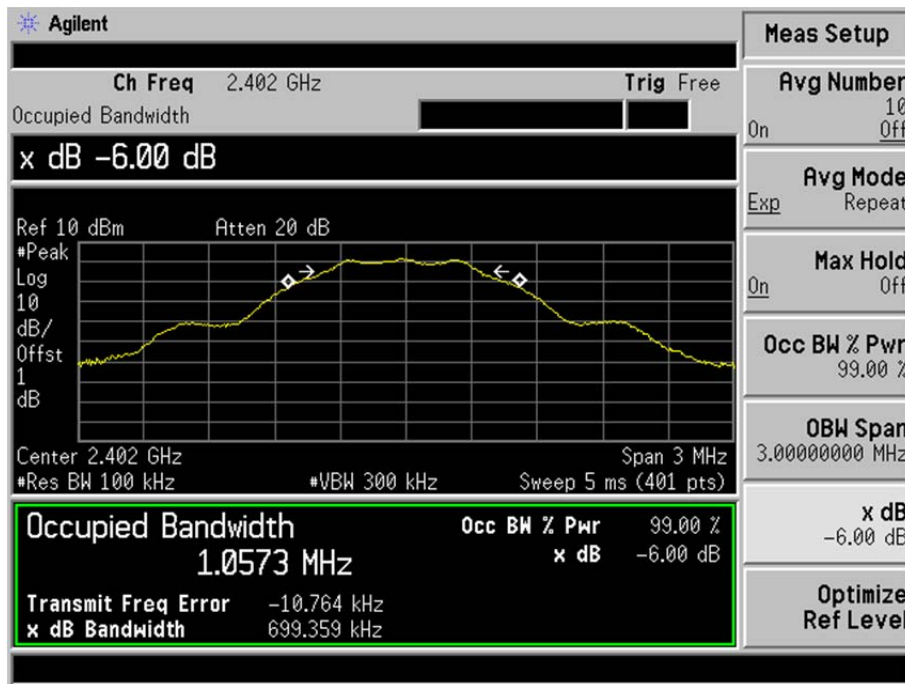 Agilent
Ch Freq 2.402 GHz Trig Free
Occupied Bandwidth
x dB -6.00 dB
Ref 10 dBm Atten 20 dB
#Peak
Log
10
dB/
Offst
1
dB
Center 2.402 GHz Span 3 MHz
#Res BW 100 kHz #VBW 300 kHz Sweep 5 ms (401 pts)
Occupied Bandwidth
1.0573 MHz
Occ BW % Pwr 99.00 %
x dB -6.00 dB
Transmit Freq Error -10.764 kHz
x dB Bandwidth 699.359 kHz
Meas Setup
Avg Number
10
On Off
Avg Mode
Exp Repeat
Max Hold
On Off
Occ BW % Pwr
99.00 %
OBW Span
3.00000000 MHz
x dB
-6.00 dB
Optimize
Ref Level